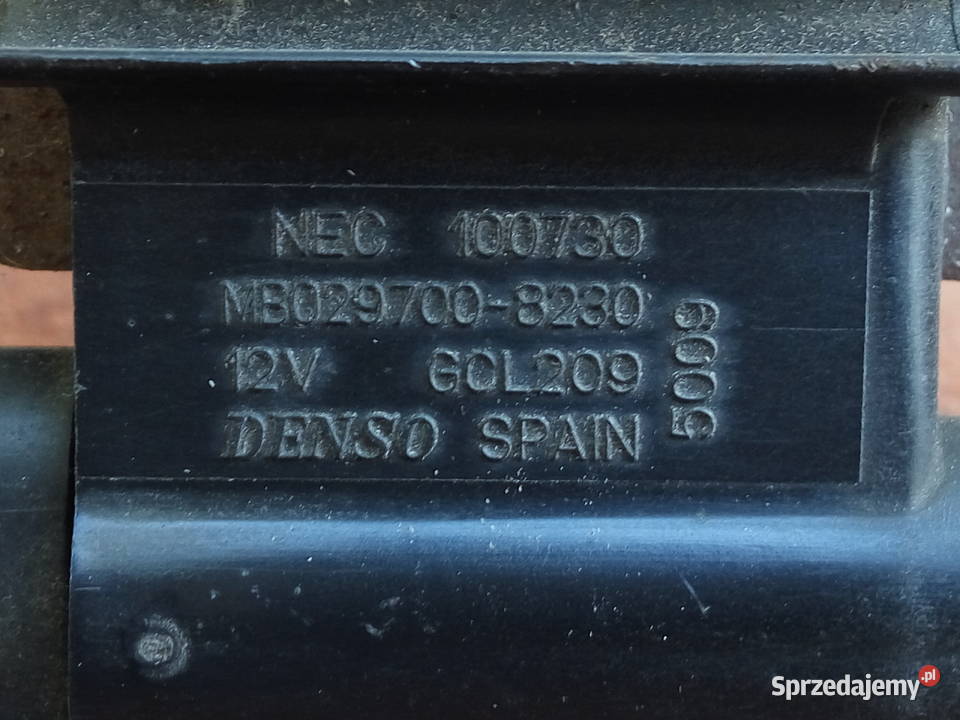 NEC 100730
MB029700-8230
12V GCL209
DENSO SPAIN
5009
Sprzedajemy.pl